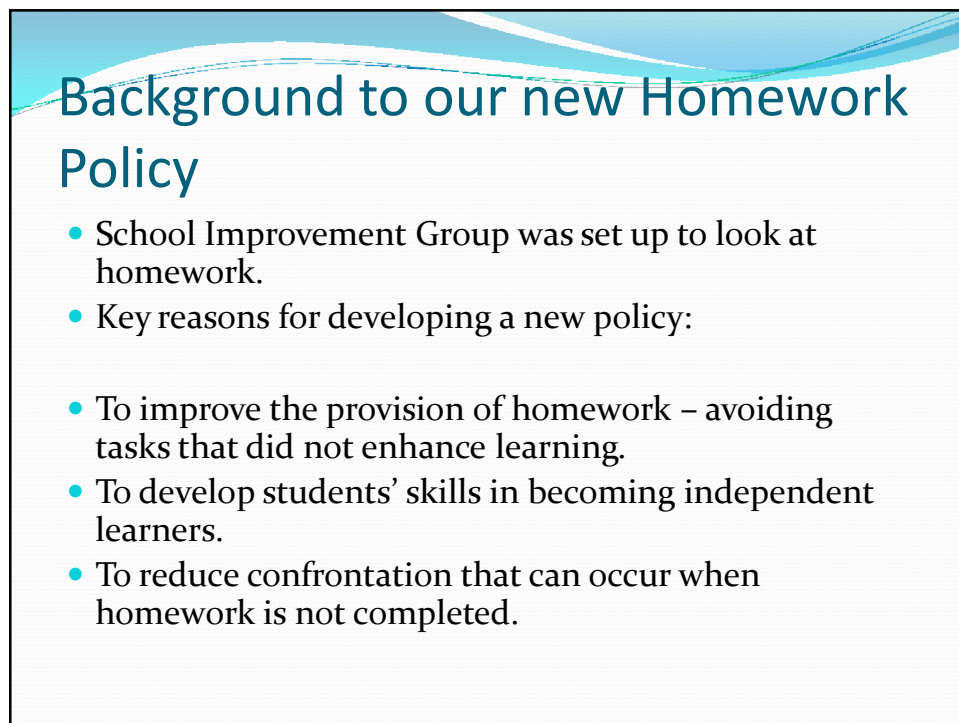 Background to our new Homework
Policy
• School Improvement Group was set up to look at
homework.
• Key reasons for developing a new policy:
• To improve the provision of homework – avoiding
tasks that did not enhance learning.
• To develop students’ skills in becoming independent
learners.
• To reduce confrontation that can occur when
homework is not completed.